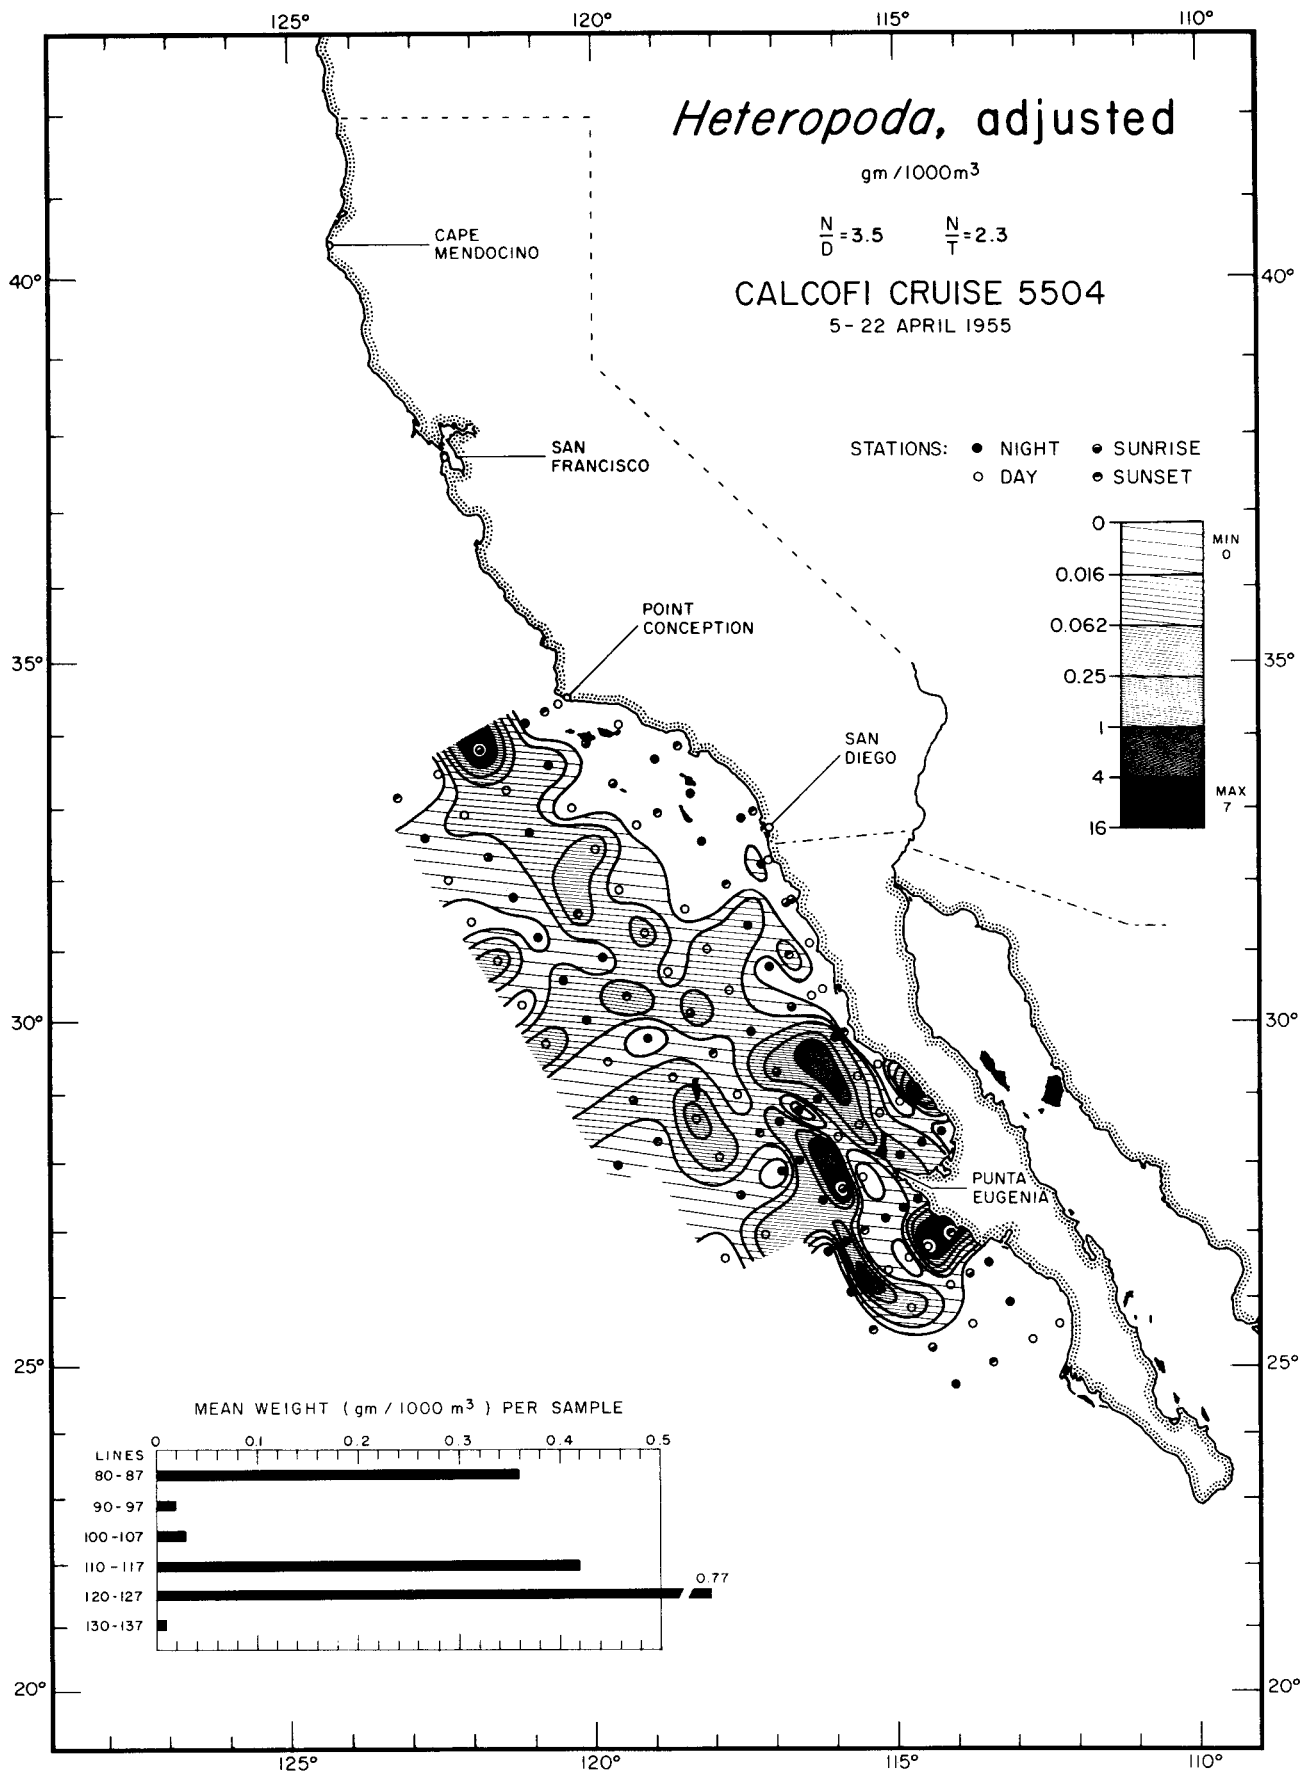 125° 120° 115° 110°
Heteropoda, adjusted
gm/1000m³
N/D=3.5 N/T=2.3
CALCOFI CRUISE 5504
5-22 APRIL 1955
CAPE
MENDOCINO
40° 40°
SAN
FRANCISCO
STATIONS: ● NIGHT SUNRISE
○ DAY SUNSET
0
MIN
0
0.016
0.062
0.25
1
4
MAX
7
16
POINT
CONCEPTION
35° 35°
SAN
DIEGO
30° 30°
PUNTA
EUGENIA
25° 25°
MEAN WEIGHT (gm/1000 m³) PER SAMPLE
0 0.1 0.2 0.3 0.4 0.5
LINES
80-87
90-97
100-107
110-117
120-127 0.77
130-137
20° 20°
125° 120° 115° 110°